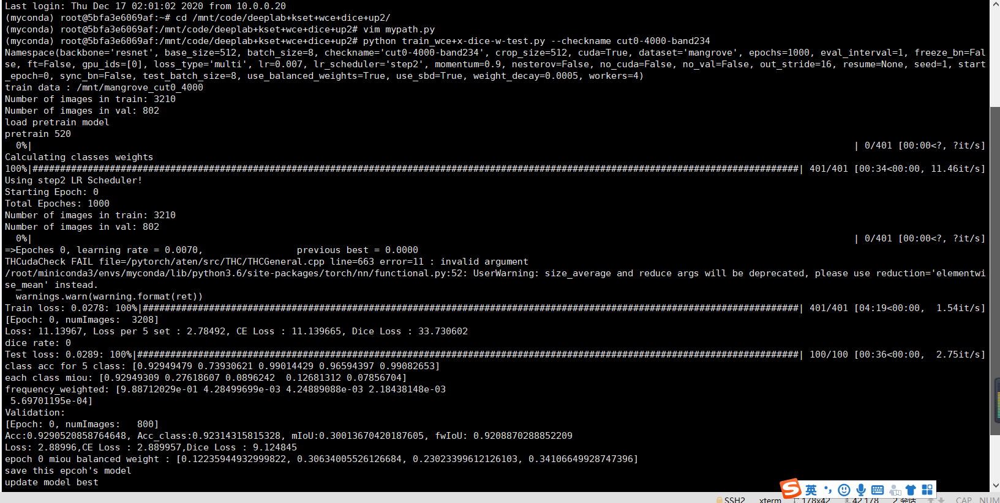 Last login: Thu Dec 17 02:01:02 2020 from 10.0.0.20
(myconda) root@5bfa3e6069af:~# cd /mnt/code/deeplab+kset+wce+dice+up2/
(myconda) root@5bfa3e6069af:/mnt/code/deeplab+kset+wce+dice+up2# vim mypath.py
(myconda) root@5bfa3e6069af:/mnt/code/deeplab+kset+wce+dice+up2# python train_wce+x-dice-w-test.py --checkname cut0-4000-band234
Namespace(backbone='resnet', base_size=512, batch_size=8, checkname='cut0-4000-band234', crop_size=512, cuda=True, dataset='mangrove', epochs=1000, eval_interval=1, freeze_bn=Fal
se, ft=False, gpu_ids=[0], loss_type='multi', lr=0.007, lr_scheduler='step2', momentum=0.9, nesterov=False, no_cuda=False, no_val=False, out_stride=16, resume=None, seed=1, start
_epoch=0, sync_bn=False, test_batch_size=8, use_balanced_weights=True, use_sbd=True, weight_decay=0.0005, workers=4)
train data : /mnt/mangrove_cut0_4000
Number of images in train: 3210
Number of images in val: 802
load pretrain model
pretrain 520
  0%| | 0/401 [00:00<?, ?it/s]
Calculating classes weights
100%|###########################################################################################################################################| 401/401 [00:34<00:00, 11.46it/s]
Using step2 LR Scheduler!
Starting Epoch: 0
Total Epoches: 1000
Number of images in train: 3210
Number of images in val: 802
  0%| | 0/401 [00:00<?, ?it/s]
=>Epoches 0, learning rate = 0.0070,                 previous best = 0.0000
THCudaCheck FAIL file=/pytorch/aten/src/THC/THCGeneral.cpp line=663 error=11 : invalid argument
/root/miniconda3/envs/myconda/lib/python3.6/site-packages/torch/nn/functional.py:52: UserWarning: size_average and reduce args will be deprecated, please use reduction='elementwi
se_mean' instead.
  warnings.warn(warning.format(ret))
Train loss: 0.0278: 100%|#######################################################################################################################| 401/401 [04:19<00:00,  1.54it/s]
[Epoch: 0, numImages:  3208]
Loss: 11.13967, Loss per 5 set : 2.78492, CE Loss : 11.139665, Dice Loss : 33.730602
dice rate: 0
Test loss: 0.0289: 100%|########################################################################################################################| 100/100 [00:36<00:00,  2.75it/s]
class acc for 5 class: [0.92949479 0.73930621 0.99014429 0.96594397 0.99082653]
each class miou: [0.92949309 0.27618607 0.0896242  0.12681312 0.07856704]
frequency_weighted: [9.88712029e-01 4.28499699e-03 4.24889088e-03 2.18438148e-03
 5.69701195e-04]
Validation:
[Epoch: 0, numImages:   800]
Acc:0.9290520858764648, Acc_class:0.92314315815328, mIoU:0.30013670420187605, fwIoU: 0.9208870288852209
Loss: 2.88996,CE Loss : 2.889957,Dice Loss : 9.124845
epoch 0 miou balanced weight : [0.12235944932999822, 0.30634005526126684, 0.23023399612126103, 0.34106649928747396]
save this epcoh's model
update model best
S 英
SSH2 xterm 178x42 42,178 2 会话 CAP NUM